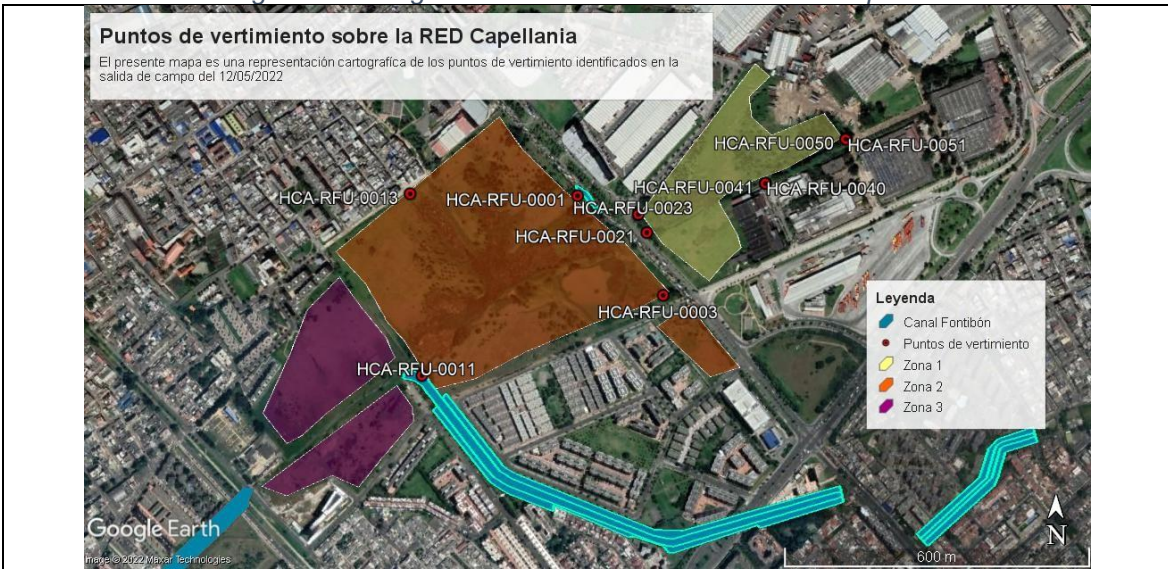 Puntos de vertimiento sobre la RED Capellania
El presente mapa es una representación cartografíca de los puntos de vertimiento identificados en la
salida de campo del 12/05/2022
HCA-RFU-0050
HCA-RFU-0051
HCA-RFU-0041
HCA-RFU-0040
HCA-RFU-0013
HCA-RFU-0001
HCA-RFU-0023
HCA-RFU-0021
HCA-RFU-0003
HCA-RFU-0011
Leyenda
Canal Fontibón
Puntos de vertimiento
Zona 1
Zona 2
Zona 3
Google Earth
Image © 2022 Maxar Technologies
N
600 m